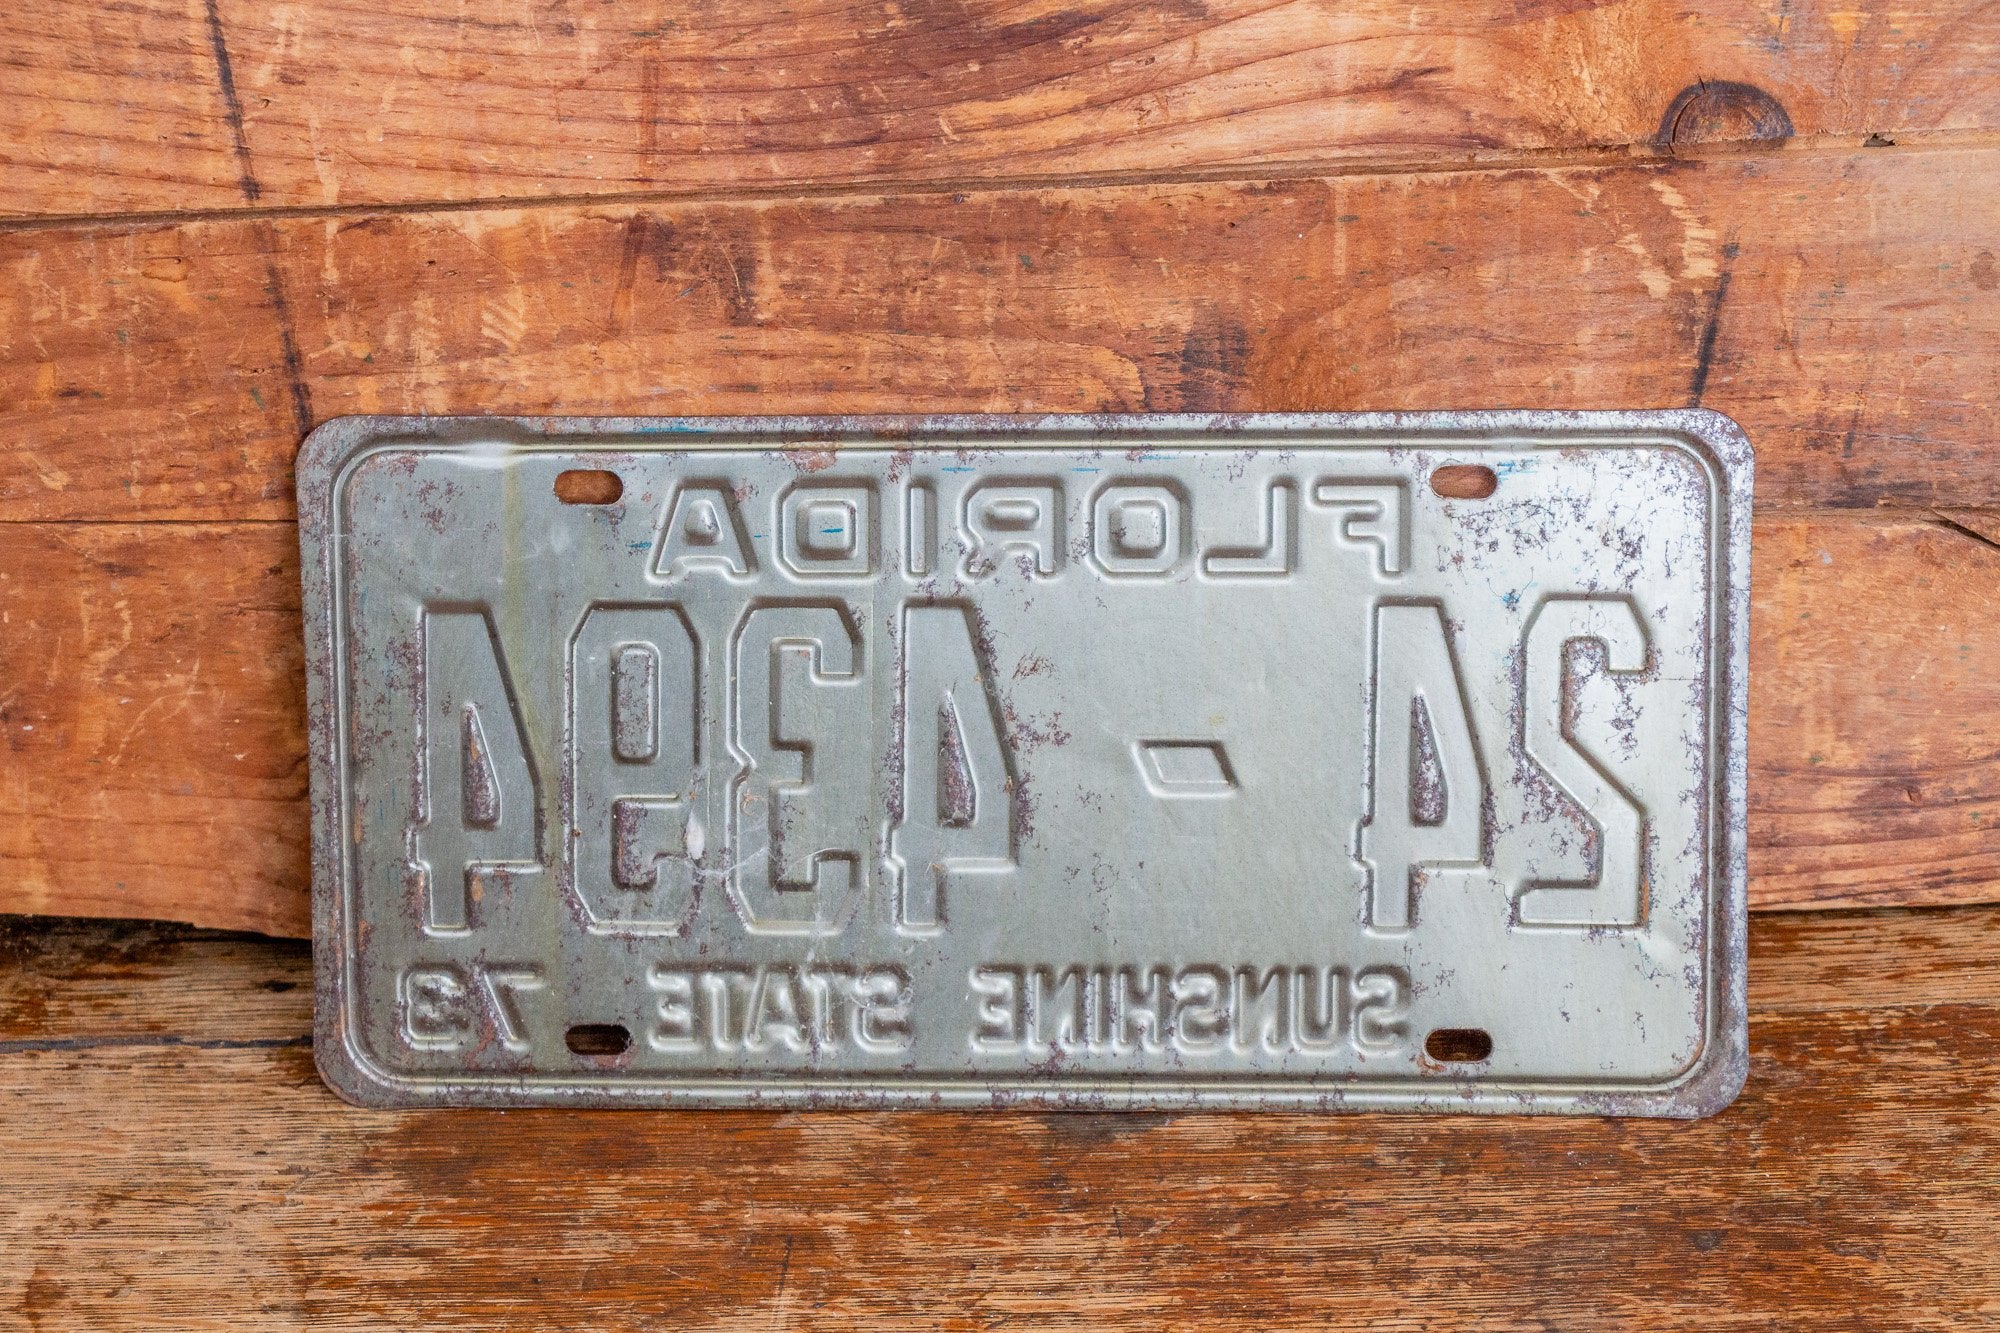 FLORIDA
24-4394
SUNSHINE STATE 73